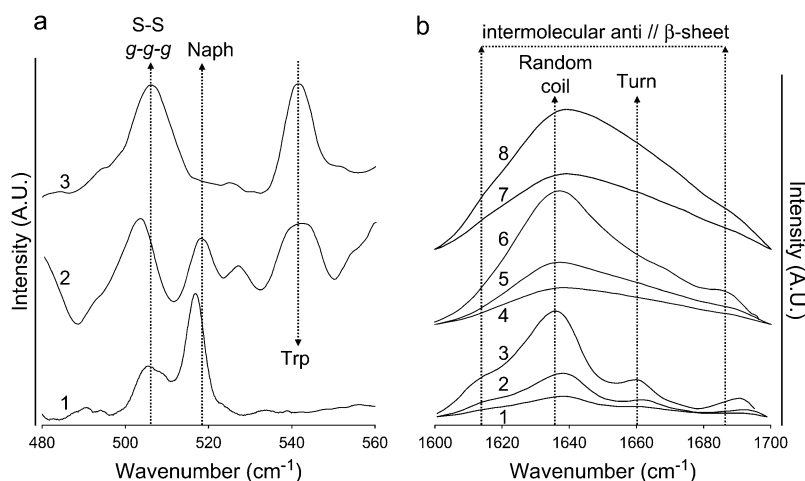 a
S-S
g-g-g
Naph
3
2
1
Trp
Intensity (A.U.)
480 500 520 540 560
Wavenumber (cm-1)
b
intermolecular anti // β-sheet
Random
coil
Turn
8
7
6
5
4
3
2
1
Intensity (A.U.)
1600 1620 1640 1660 1680 1700
Wavenumber (cm-1)